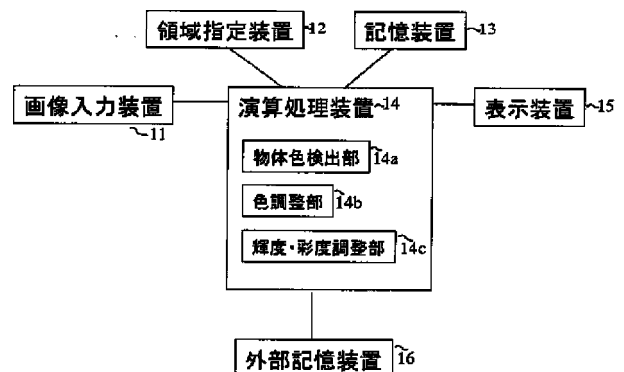 領域指定装置 12
記憶装置 13
画像入力装置 11
演算処理装置 14
表示装置 15
物体色検出部 14a
色調整部 14b
輝度・彩度調整部 14c
外部記憶装置 16